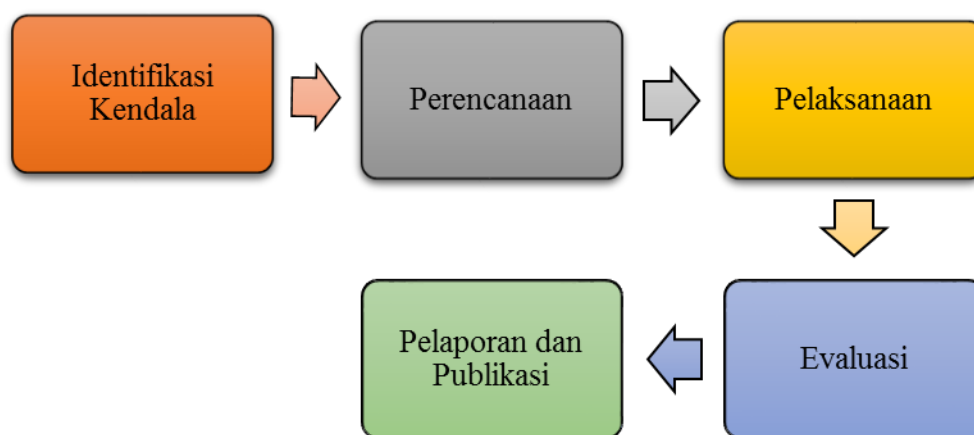 Identifikasi
Kendala
Perencanaan
Pelaksanaan
Evaluasi
Pelaporan dan
Publikasi